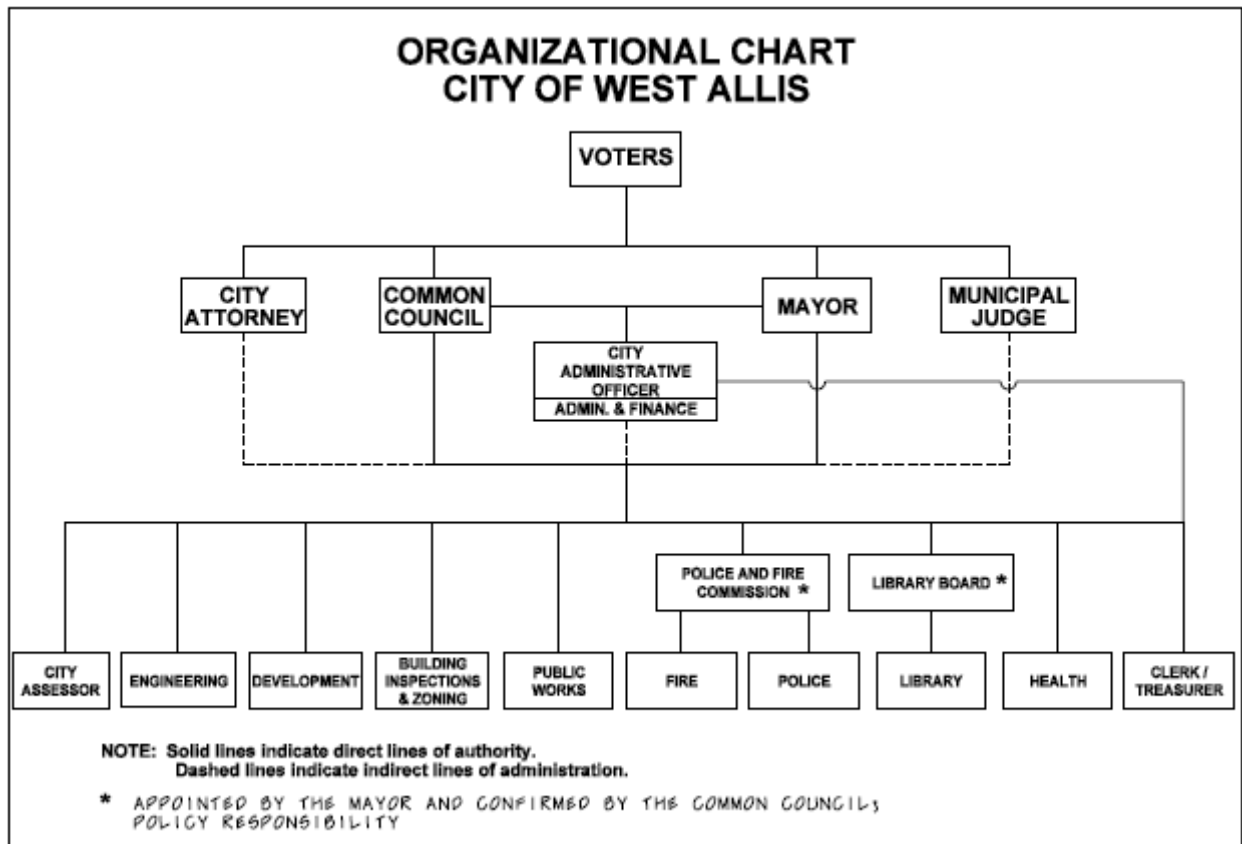 ORGANIZATIONAL CHART
CITY OF WEST ALLIS
VOTERS
CITY
ATTORNEY
COMMON
COUNCIL
MAYOR
MUNICIPAL
JUDGE
CITY
ADMINISTRATIVE
OFFICER
ADMIN. & FINANCE
POLICE AND FIRE
COMMISSION *
LIBRARY BOARD *
CITY
ASSESSOR
ENGINEERING
DEVELOPMENT
BUILDING
INSPECTIONS
& ZONING
PUBLIC
WORKS
FIRE
POLICE
LIBRARY
HEALTH
CLERK /
TREASURER
NOTE: Solid lines indicate direct lines of authority.
Dashed lines indicate indirect lines of administration.
* APPOINTED BY THE MAYOR AND CONFIRMED BY THE COMMON COUNCIL;
POLICY RESPONSIBILITY